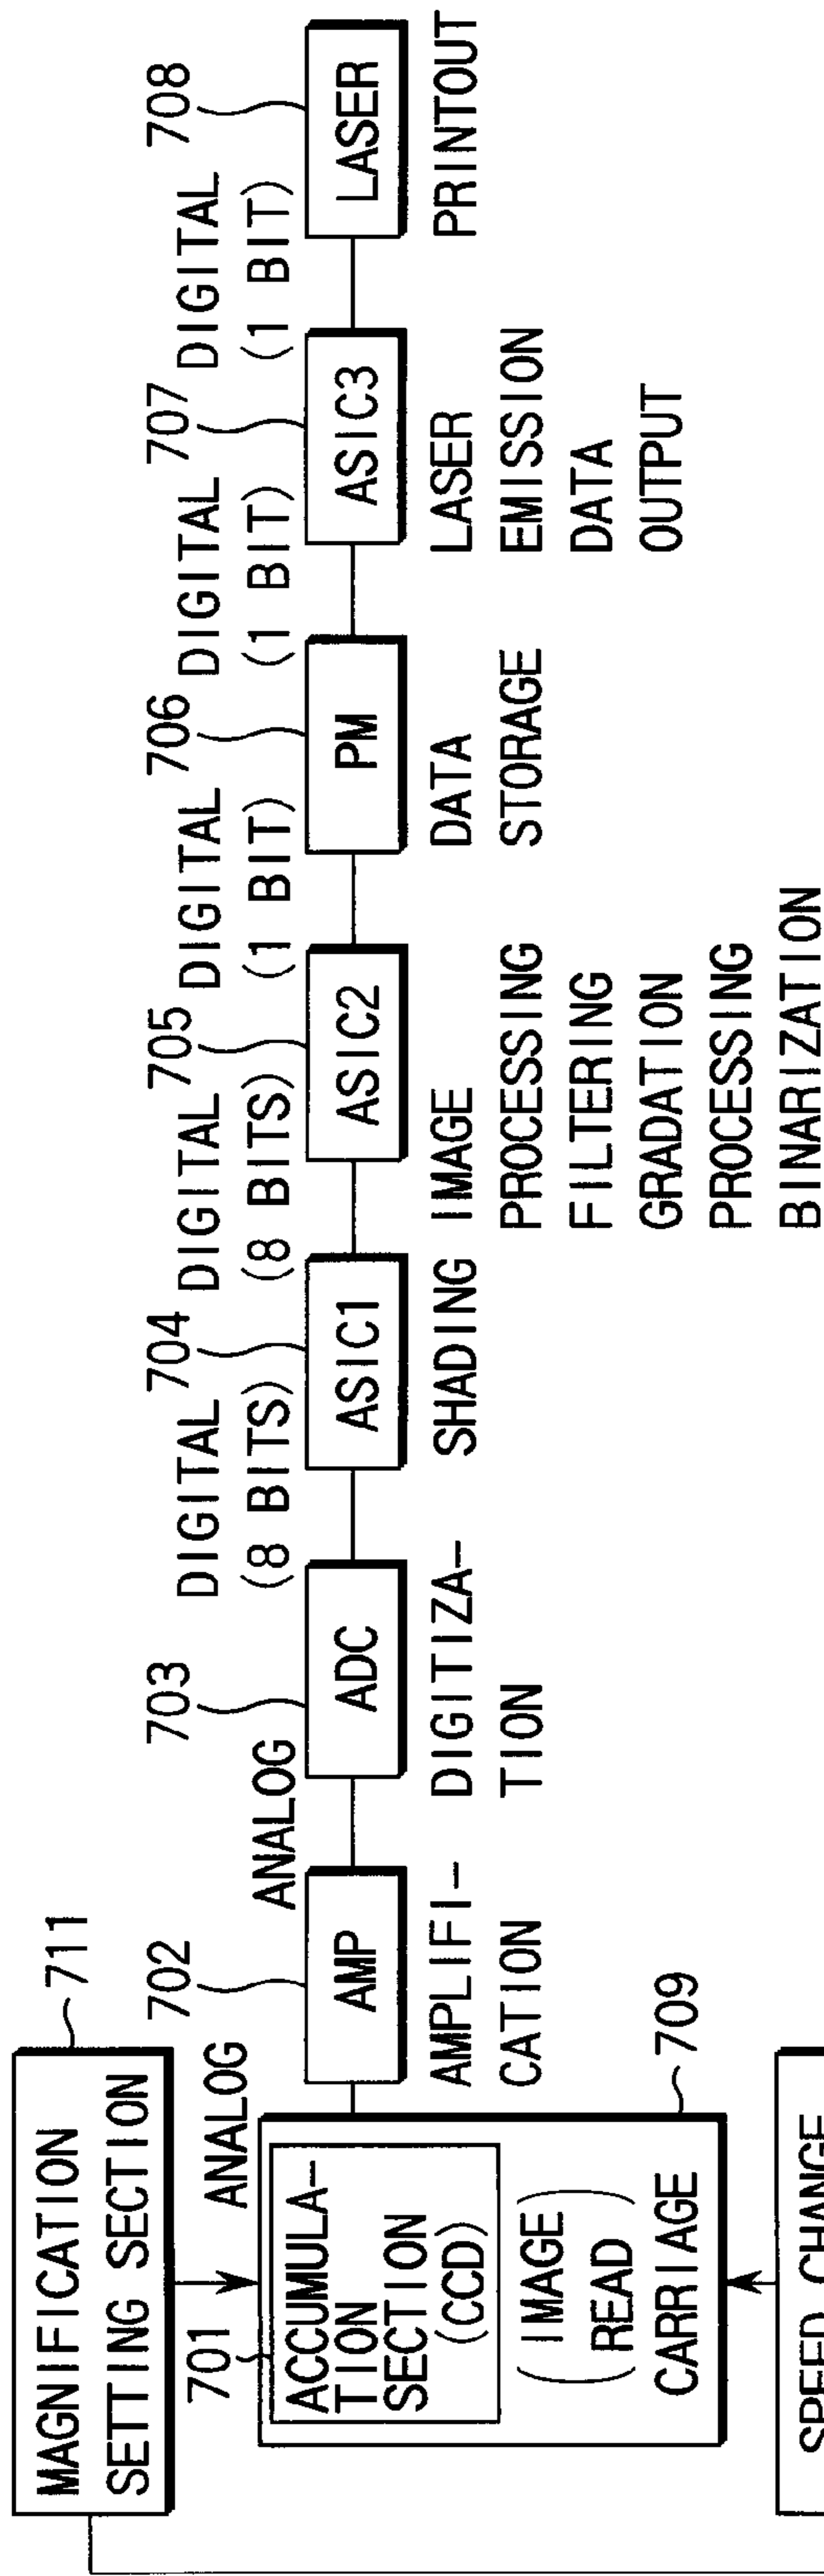 MAGNIFICATION
SETTING SECTION
711
701
ANALOG
ACCUMULA-
TION
SECTION
(CCD)
(IMAGE
READ)
CARRIAGE
709
SPEED CHANGE
702
AMP
AMPLIFI-
CATION
ANALOG
703
ADC
DIGITIZA-
TION
DIGITAL
(8 BITS)
704
ASIC1
SHADING
DIGITAL
(8 BITS)
705
ASIC2
IMAGE
PROCESSING
FILTERING
GRADATION
PROCESSING
BINARIZATION
DIGITAL
(1 BIT)
706
PM
DATA
STORAGE
DIGITAL
(1 BIT)
707
ASIC3
LASER
EMISSION
DATA
OUTPUT
DIGITAL
(1 BIT)
708
LASER
PRINTOUT